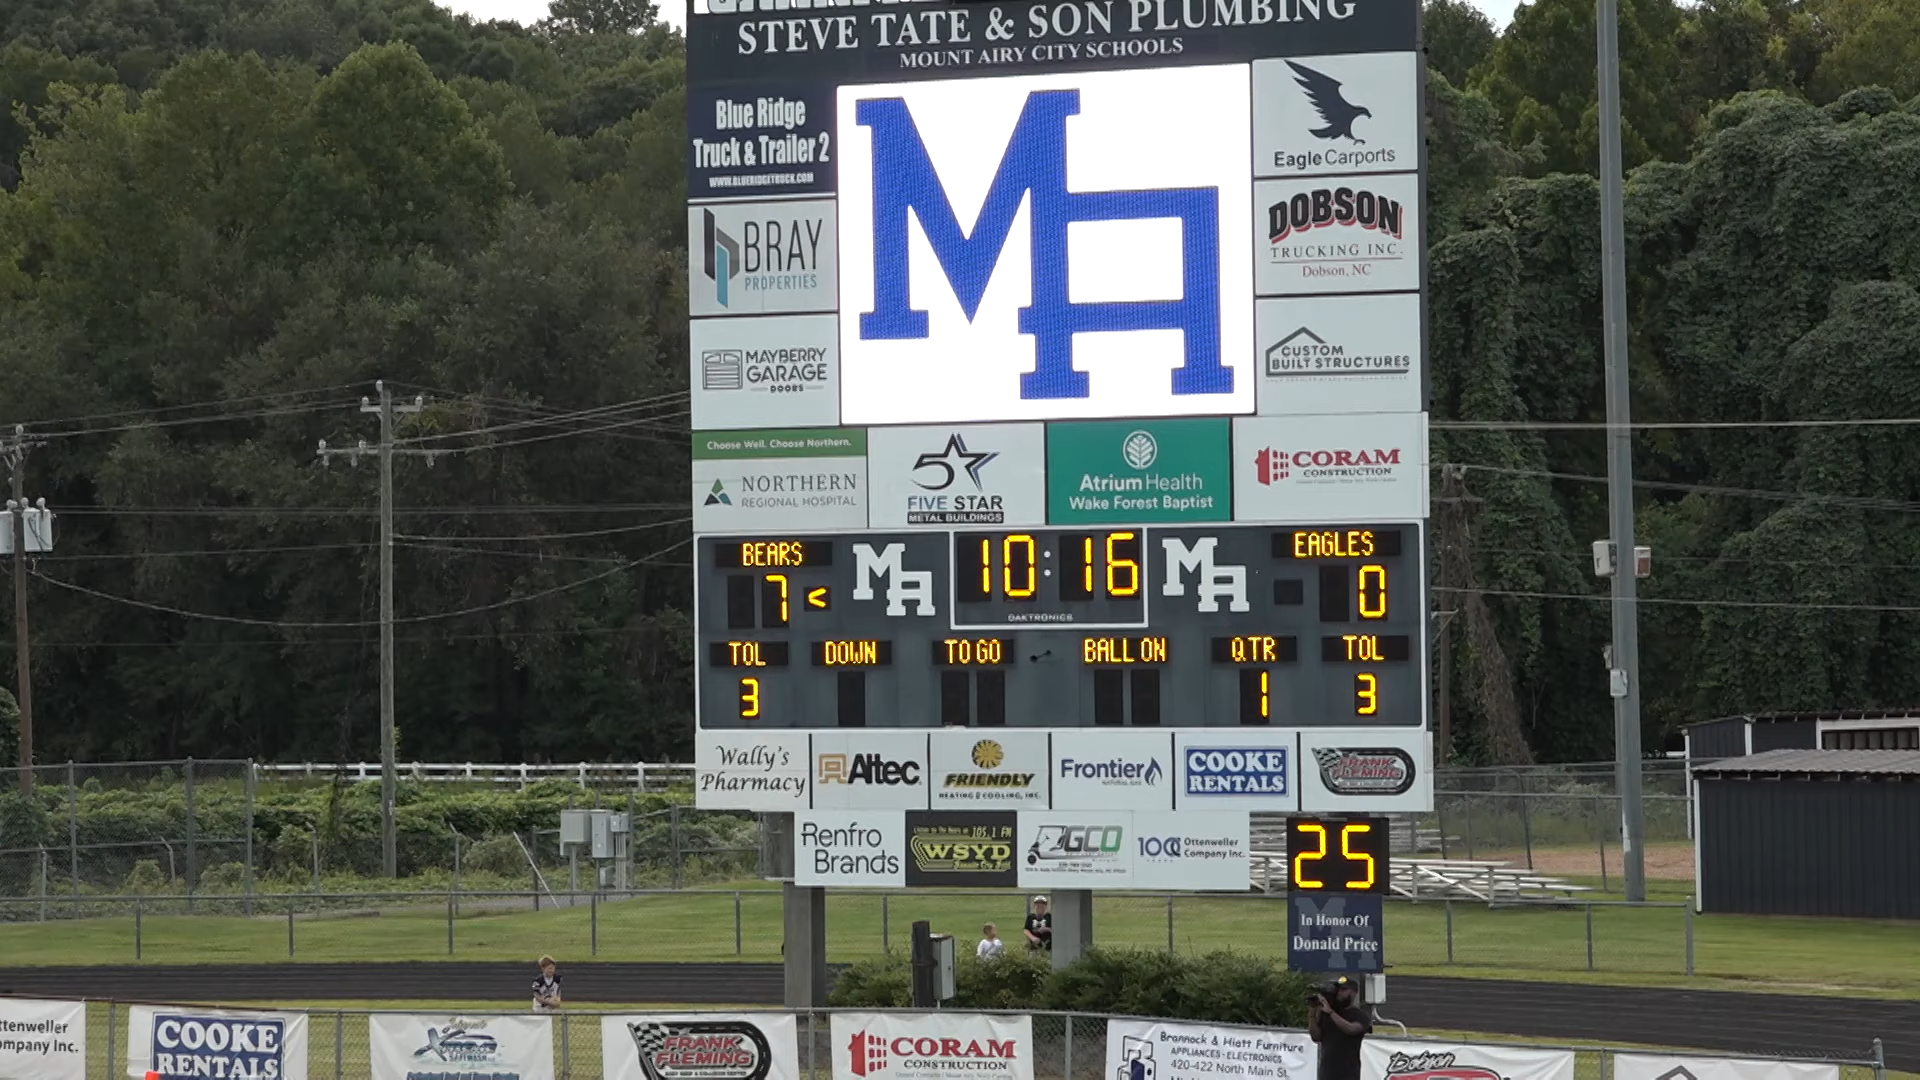 STEVE TATE & SON PLUMBING
MOUNT AIRY CITY SCHOOLS
Blue Ridge
Truck & Trailer 2
WWW.BLUERIDGETRUCK.COM
MA
Eagle Carports
BRAY
PROPERTIES
DOBSON
TRUCKING INC.
Dobson, NC
MAYBERRY
GARAGE
DOORS
CUSTOM
BUILT STRUCTURES
Choose Well. Choose Northern.
NORTHERN
REGIONAL HOSPITAL
5
FIVE STAR
METAL BUILDINGS
Atrium Health
Wake Forest Baptist
CORAM
CONSTRUCTION
BEARS
7 <
MA
10:16
DAKTRONICS
MA
EAGLES
0
TOL DOWN TO GO BALL ON QTR TOL
3 1 3
Wally's
Pharmacy
Altec
FRIENDLY
HEATING & COOLING, INC.
Frontier
NATURAL GAS
COOKE
RENTALS
FRANK
FLEMING
Renfro
Brands
105.1 FM
WSYD
GCO
100
YEARS
Ottenweller
Company Inc.
25
In Honor Of
Donald Price
ttenweller
ompany Inc.
COOKE
RENTALS
SOFTWASH
FRANK
FLEMING
CORAM
CONSTRUCTION
Brannock & Hiatt Furniture
APPLIANCES - ELECTRONICS
420-422 North Main St.
Dobson